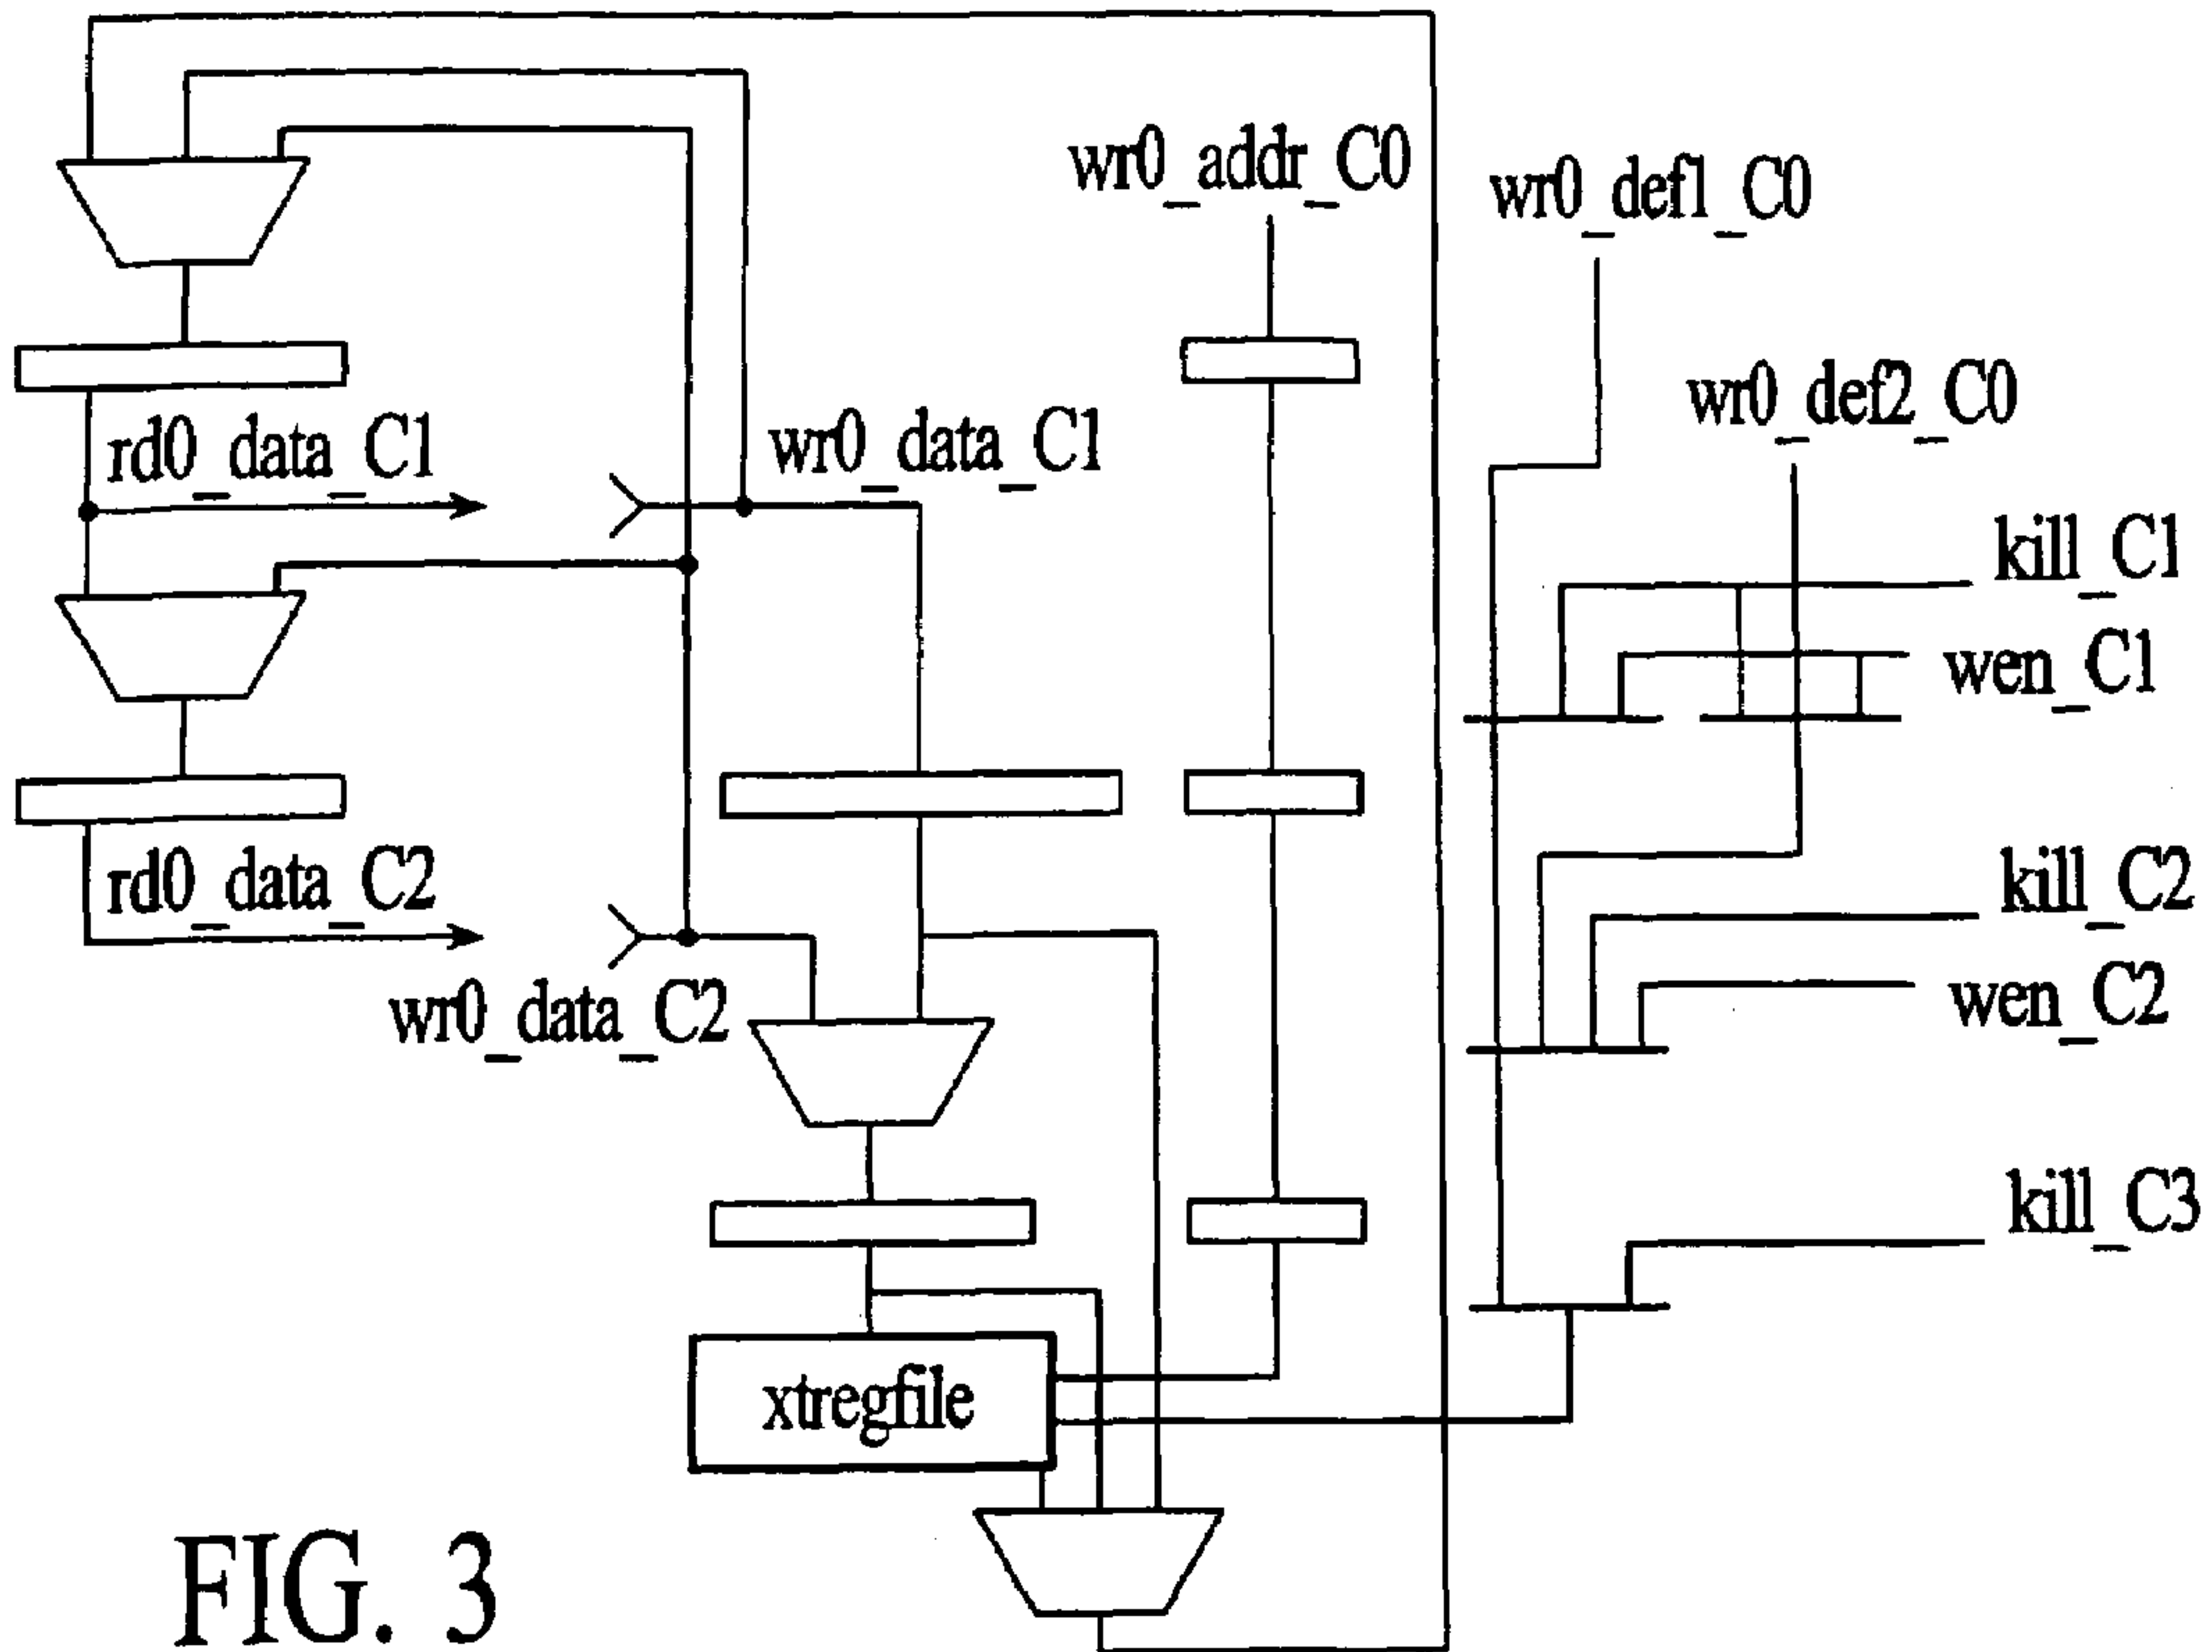 wr0_addr_C0
wr0_def1_C0
wr0_def2_C0
rd0_data_C1
wr0_data_C1
kill_C1
wen_C1
rd0_data_C2
kill_C2
wr0_data_C2
wen_C2
kill_C3
xtregfile
FIG. 3